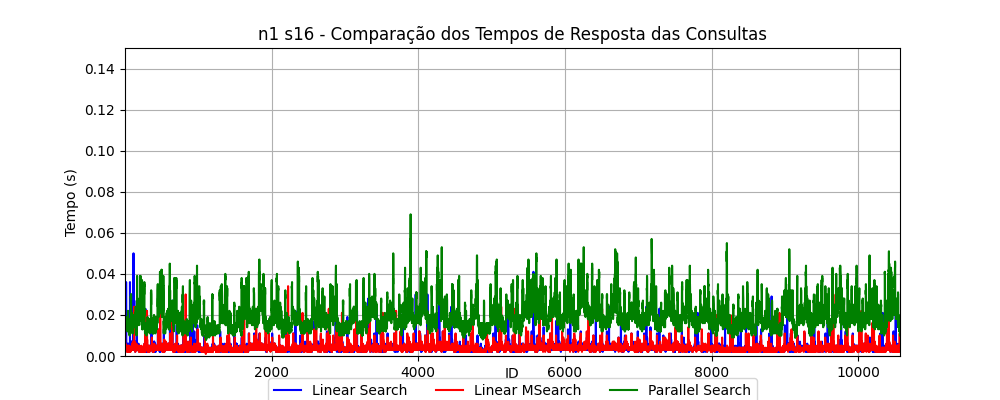 n1 s16 - Comparação dos Tempos de Resposta das Consultas
Tempo (s)
0.14
0.12
0.10
0.08
0.06
0.04
0.02
0.00
2000 4000 6000 8000 10000
ID
Linear Search Linear MSearch Parallel Search